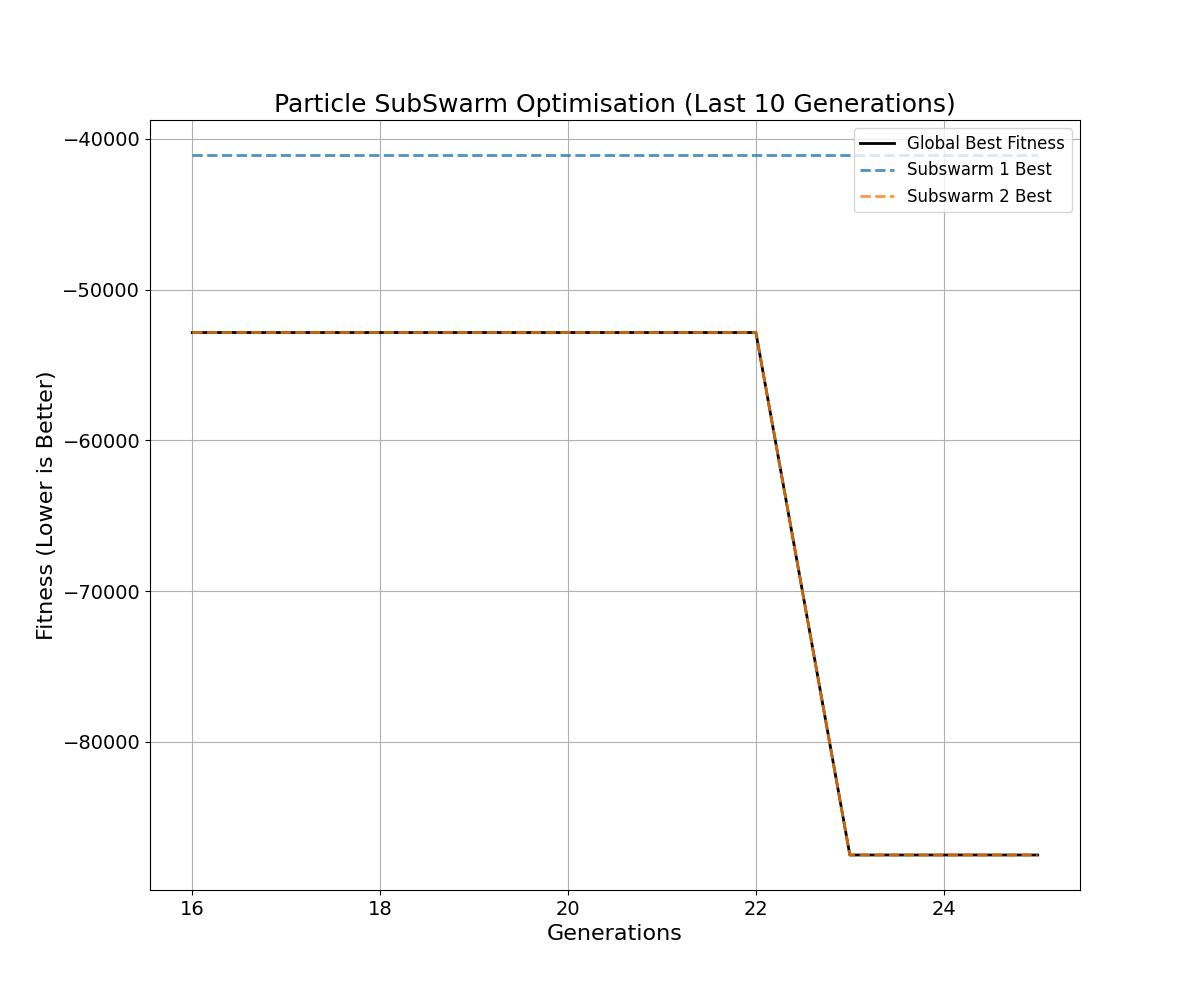 Particle SubSwarm Optimisation (Last 10 Generations)
Global Best Fitness
Subswarm 1 Best
Subswarm 2 Best
Fitness (Lower is Better)
−40000
−50000
−60000
−70000
−80000
16 18 20 22 24
Generations